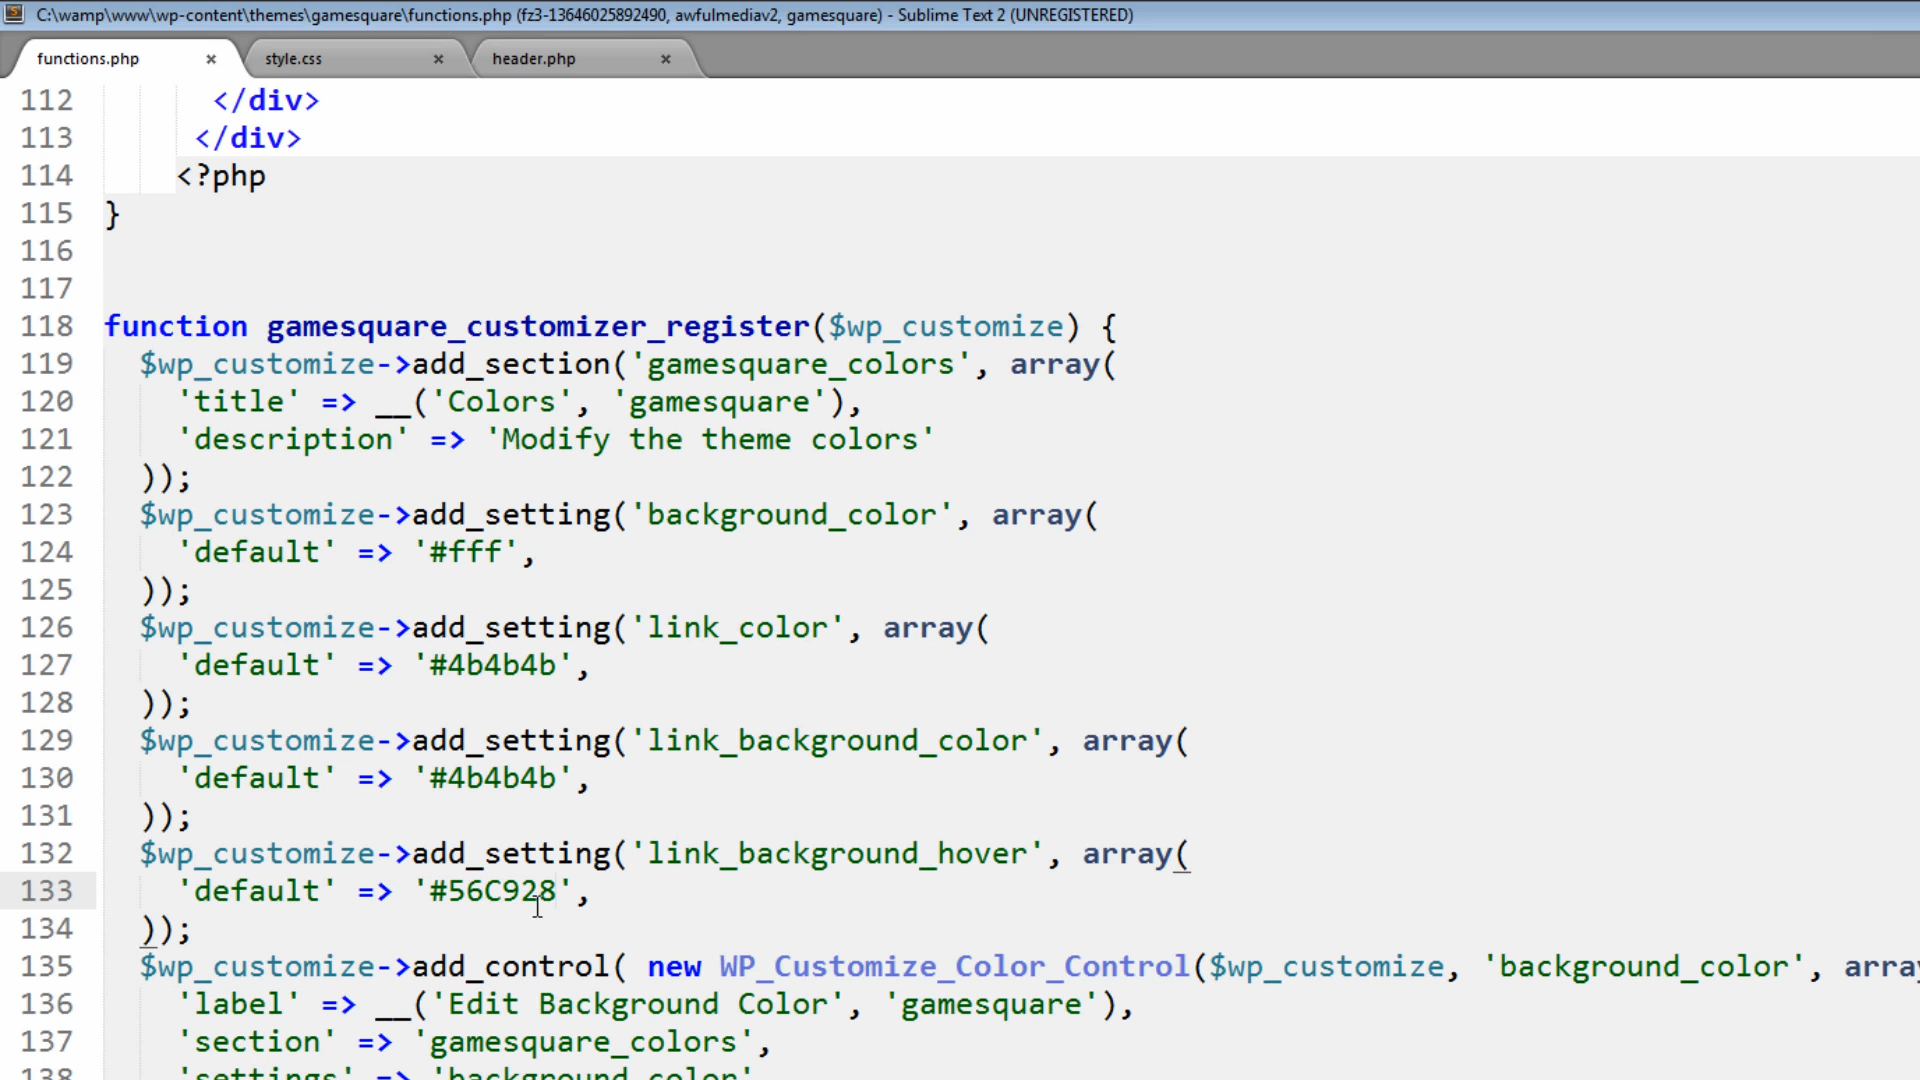 C:\wamp\www\wp-content\themes\gamesquare\functions.php (fz3-13646025892490, awfulmediav2, gamesquare) - Sublime Text 2 (UNREGISTERED)
functions.php × style.css × header.php ×
112 </div>
113 </div>
114 <?php
115 }
116
117
118 function gamesquare_customizer_register($wp_customize) {
119 $wp_customize->add_section('gamesquare_colors', array(
120 'title' => __('Colors', 'gamesquare'),
121 'description' => 'Modify the theme colors'
122 ));
123 $wp_customize->add_setting('background_color', array(
124 'default' => '#fff',
125 ));
126 $wp_customize->add_setting('link_color', array(
127 'default' => '#4b4b4b',
128 ));
129 $wp_customize->add_setting('link_background_color', array(
130 'default' => '#4b4b4b',
131 ));
132 $wp_customize->add_setting('link_background_hover', array(
133 'default' => '#56C928',
134 ));
135 $wp_customize->add_control( new WP_Customize_Color_Control($wp_customize, 'background_color', array
136 'label' => __('Edit Background Color', 'gamesquare'),
137 'section' => 'gamesquare_colors',
138 'settings' => 'background_color'